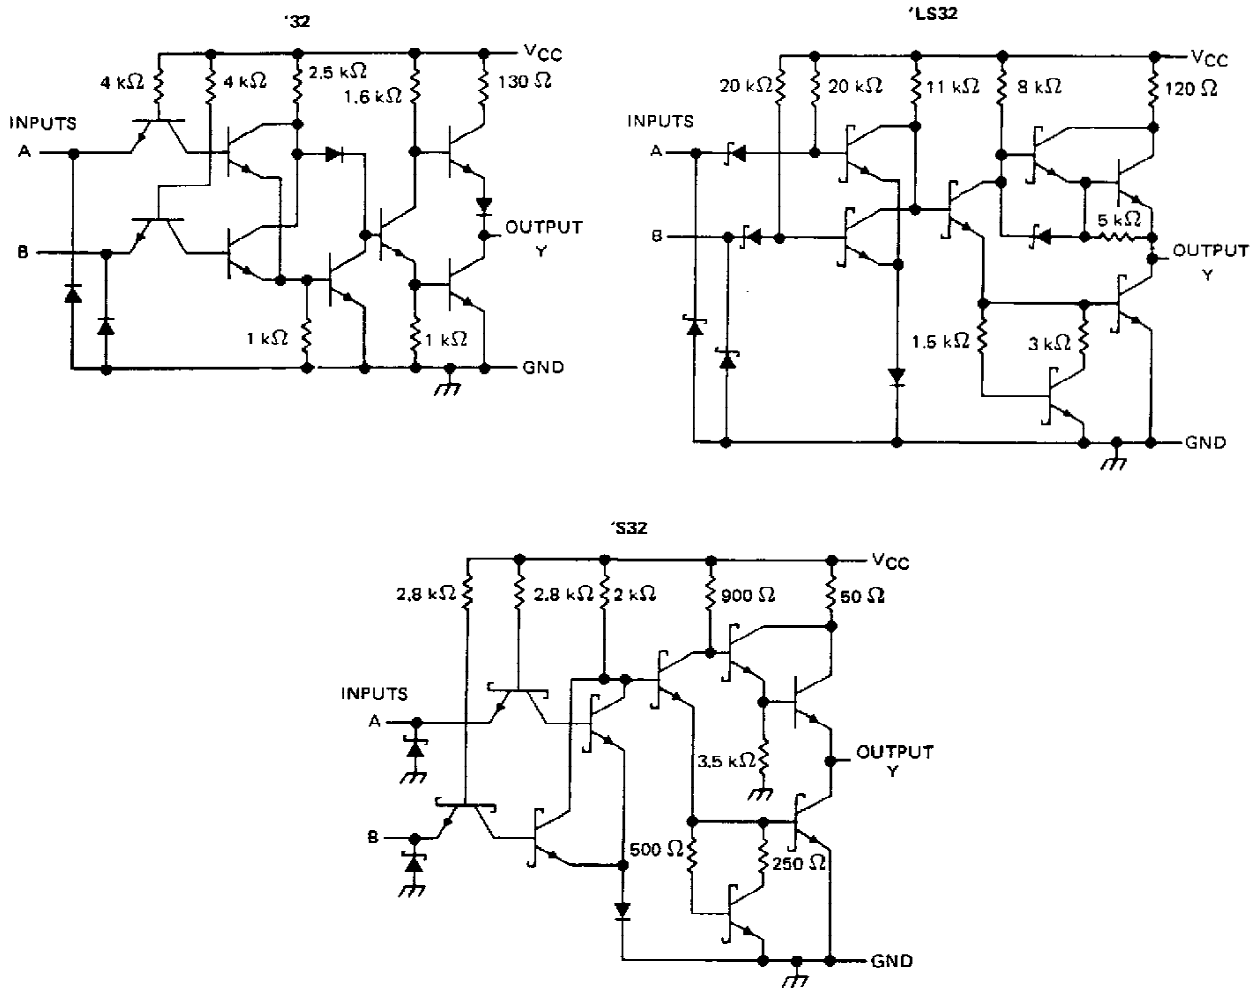 '32
VCC
4 kΩ
4 kΩ
2.5 kΩ
1.6 kΩ
130 Ω
INPUTS
A
B
OUTPUT
Y
1 kΩ
1 kΩ
GND
'LS32
VCC
20 kΩ
20 kΩ
11 kΩ
8 kΩ
120 Ω
INPUTS
A
B
5 kΩ
OUTPUT
Y
1.5 kΩ
3 kΩ
GND
'S32
VCC
2.8 kΩ
2.8 kΩ
2 kΩ
900 Ω
50 Ω
INPUTS
A
B
3.5 kΩ
OUTPUT
Y
500 Ω
250 Ω
GND